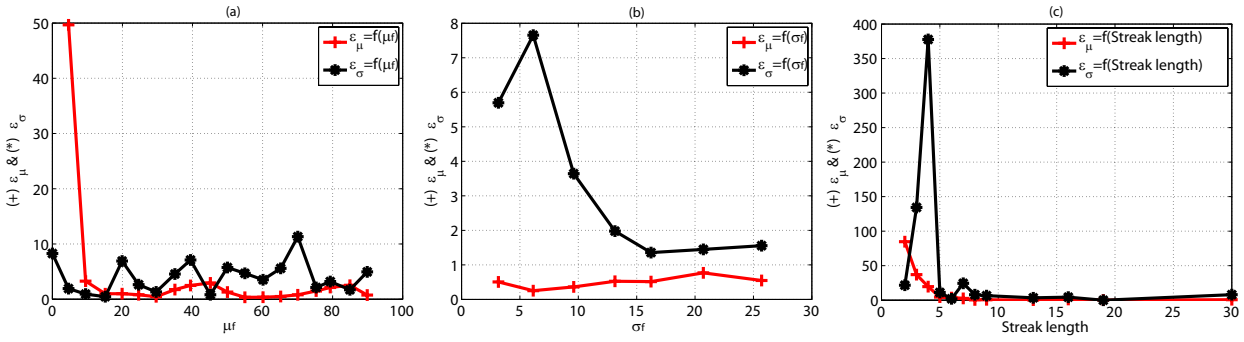 (a)
(+) ε_μ & (*) ε_σ
50
40
30
20
10
0
ε_μ=f(μf)
ε_σ=f(μf)
0 20 40 60 80 100
μf
(b)
(+) ε_μ & (*) ε_σ
8
7
6
5
4
3
2
1
0
ε_μ=f(σf)
ε_σ=f(σf)
0 5 10 15 20 25 30
σf
(c)
(+) ε_μ & (*) ε_σ
400
350
300
250
200
150
100
50
0
ε_μ=f(Streak length)
ε_σ=f(Streak length)
0 5 10 15 20 25 30
Streak length